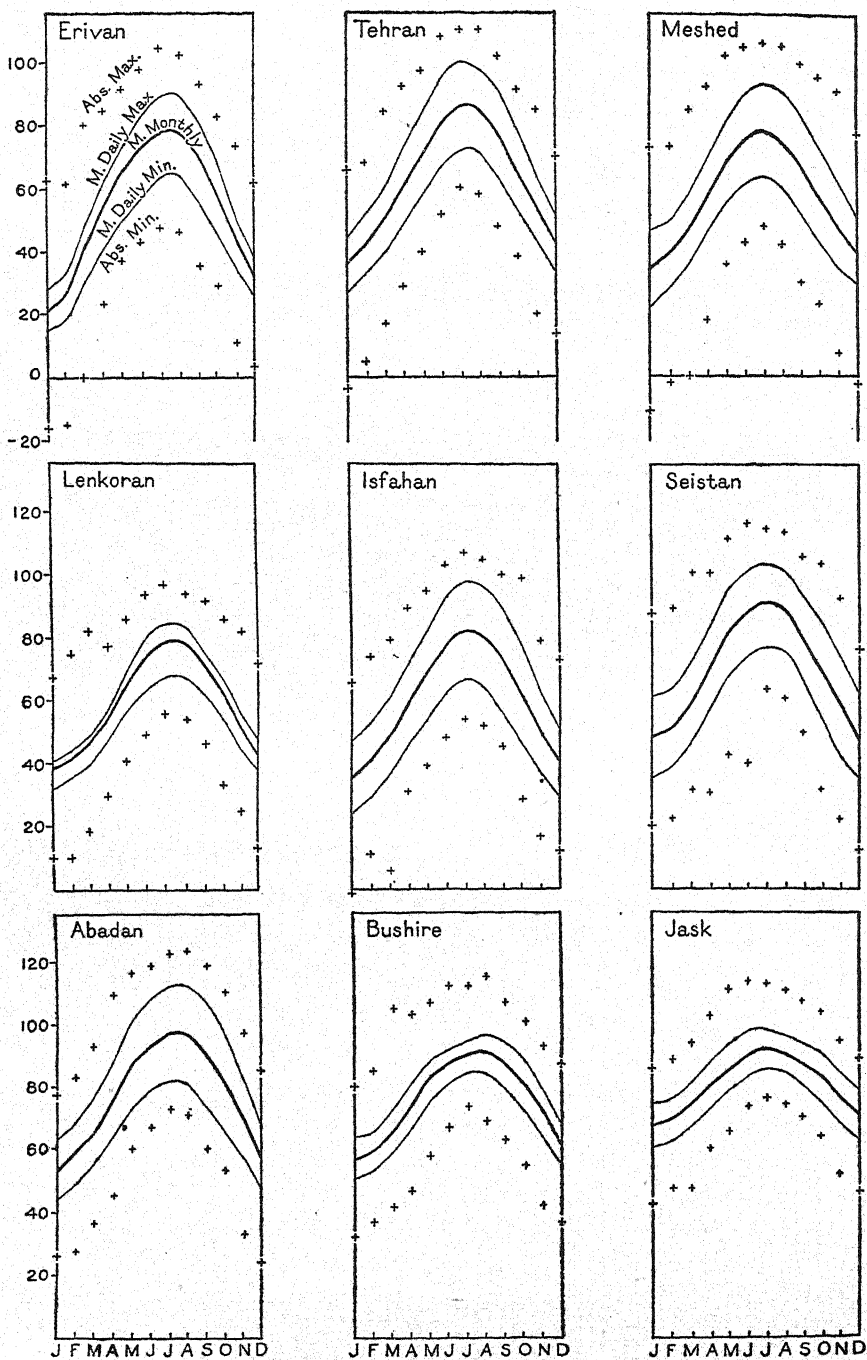 Erivan
Tehran
Meshed
100
80
60
40
20
0
-20
Abs. Max.
M. Daily Max
M. Monthly
M. Daily Min.
Abs. Min.
Lenkoran
Isfahan
Seistan
120
100
80
60
40
20
Abadan
Bushire
Jask
120
100
80
60
40
20
J F M A M J J A S O N D
J F M A M J J A S O N D
J F M A M J J A S O N D